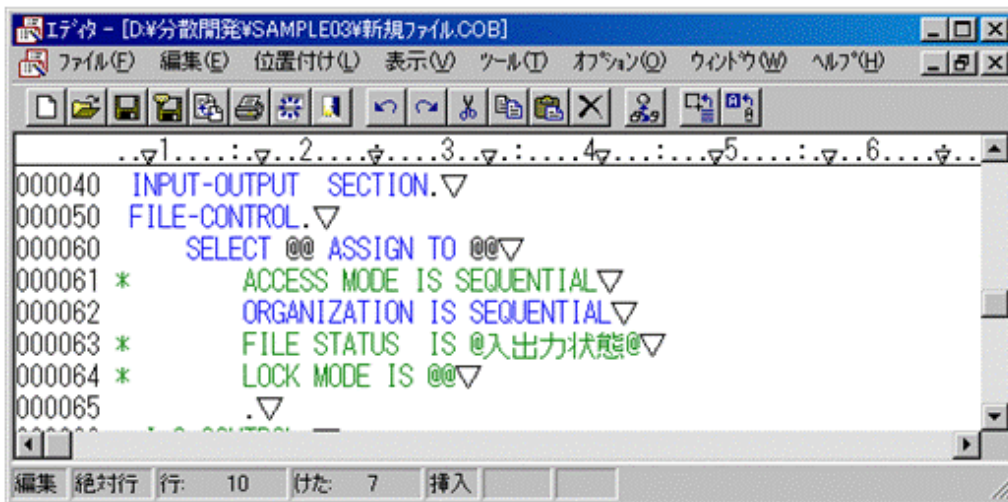 エディタ - [D:¥分散開発¥SAMPLE03¥新規ファイル.COB]
ファイル(F) 編集(E) 位置付け(L) 表示(V) ツール(T) オプション(O) ウィンドウ(W) ヘルプ(H)
..▽1....:.▽..2....▽....3..▽.:....4▽...:...▽5....:.▽..6....▽..
000040 INPUT-OUTPUT SECTION.▽
000050 FILE-CONTROL.▽
000060 SELECT @@ ASSIGN TO @@▽
000061 * ACCESS MODE IS SEQUENTIAL▽
000062 ORGANIZATION IS SEQUENTIAL▽
000063 * FILE STATUS IS @入出力状態@▽
000064 * LOCK MODE IS @@▽
000065 .▽
編集 絶対行 行: 10 けた: 7 挿入